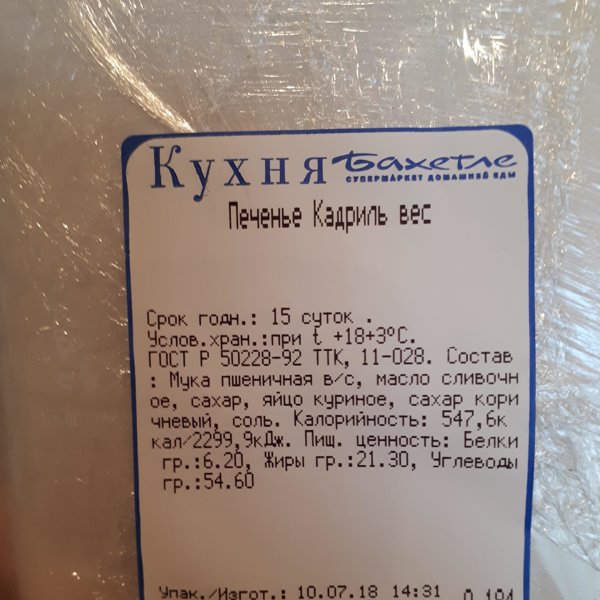 Кухня Бахетле
СУПЕРМАРКЕТ ДОМАШНЕЙ ЕДЫ
Печенье Кадриль вес
Срок годн.: 15 суток .
Услов.хран.:при t +18+3ºС.
ГОСТ Р 50228-92 ТТК, 11-028. Состав
: Мука пшеничная в/с, масло сливочн
ое, сахар, яйцо куриное, сахар кори
чневый, соль. Калорийность: 547,6к
кал/2299,9кДж. Пищ. ценность: Белки
гр.:6.20, Жиры гр.:21.30, Углеводы
гр.:54.60
Упак./Изгот.: 10.07.18 14:31 0.194